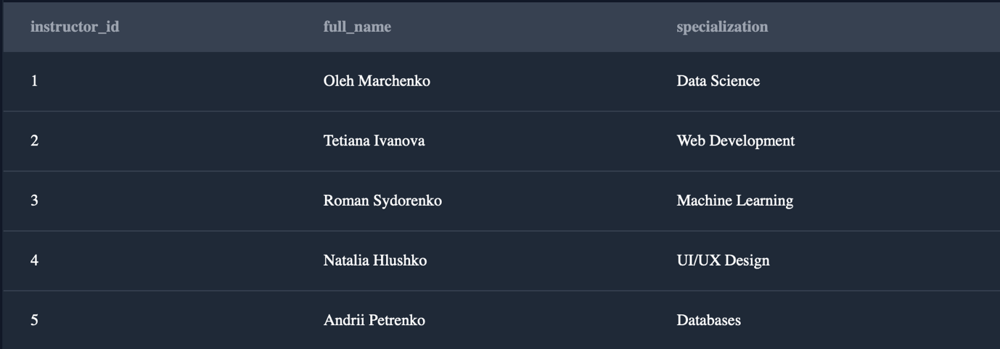 instructor_id full_name specialization
1 Oleh Marchenko Data Science
2 Tetiana Ivanova Web Development
3 Roman Sydorenko Machine Learning
4 Natalia Hlushko UI/UX Design
5 Andrii Petrenko Databases